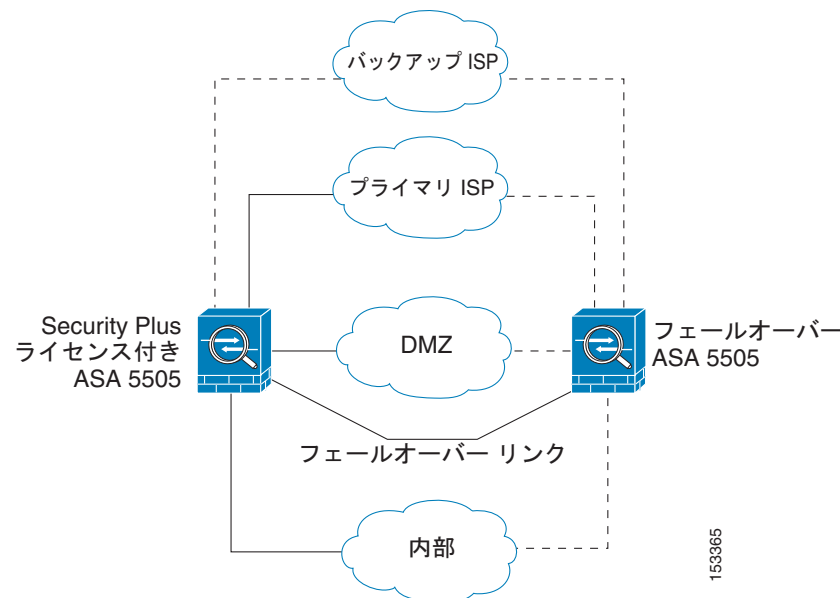 バックアップ ISP
プライマリ ISP
Security Plus
ライセンス付き
ASA 5505
DMZ
フェールオーバー
ASA 5505
フェールオーバー リンク
内部
153365